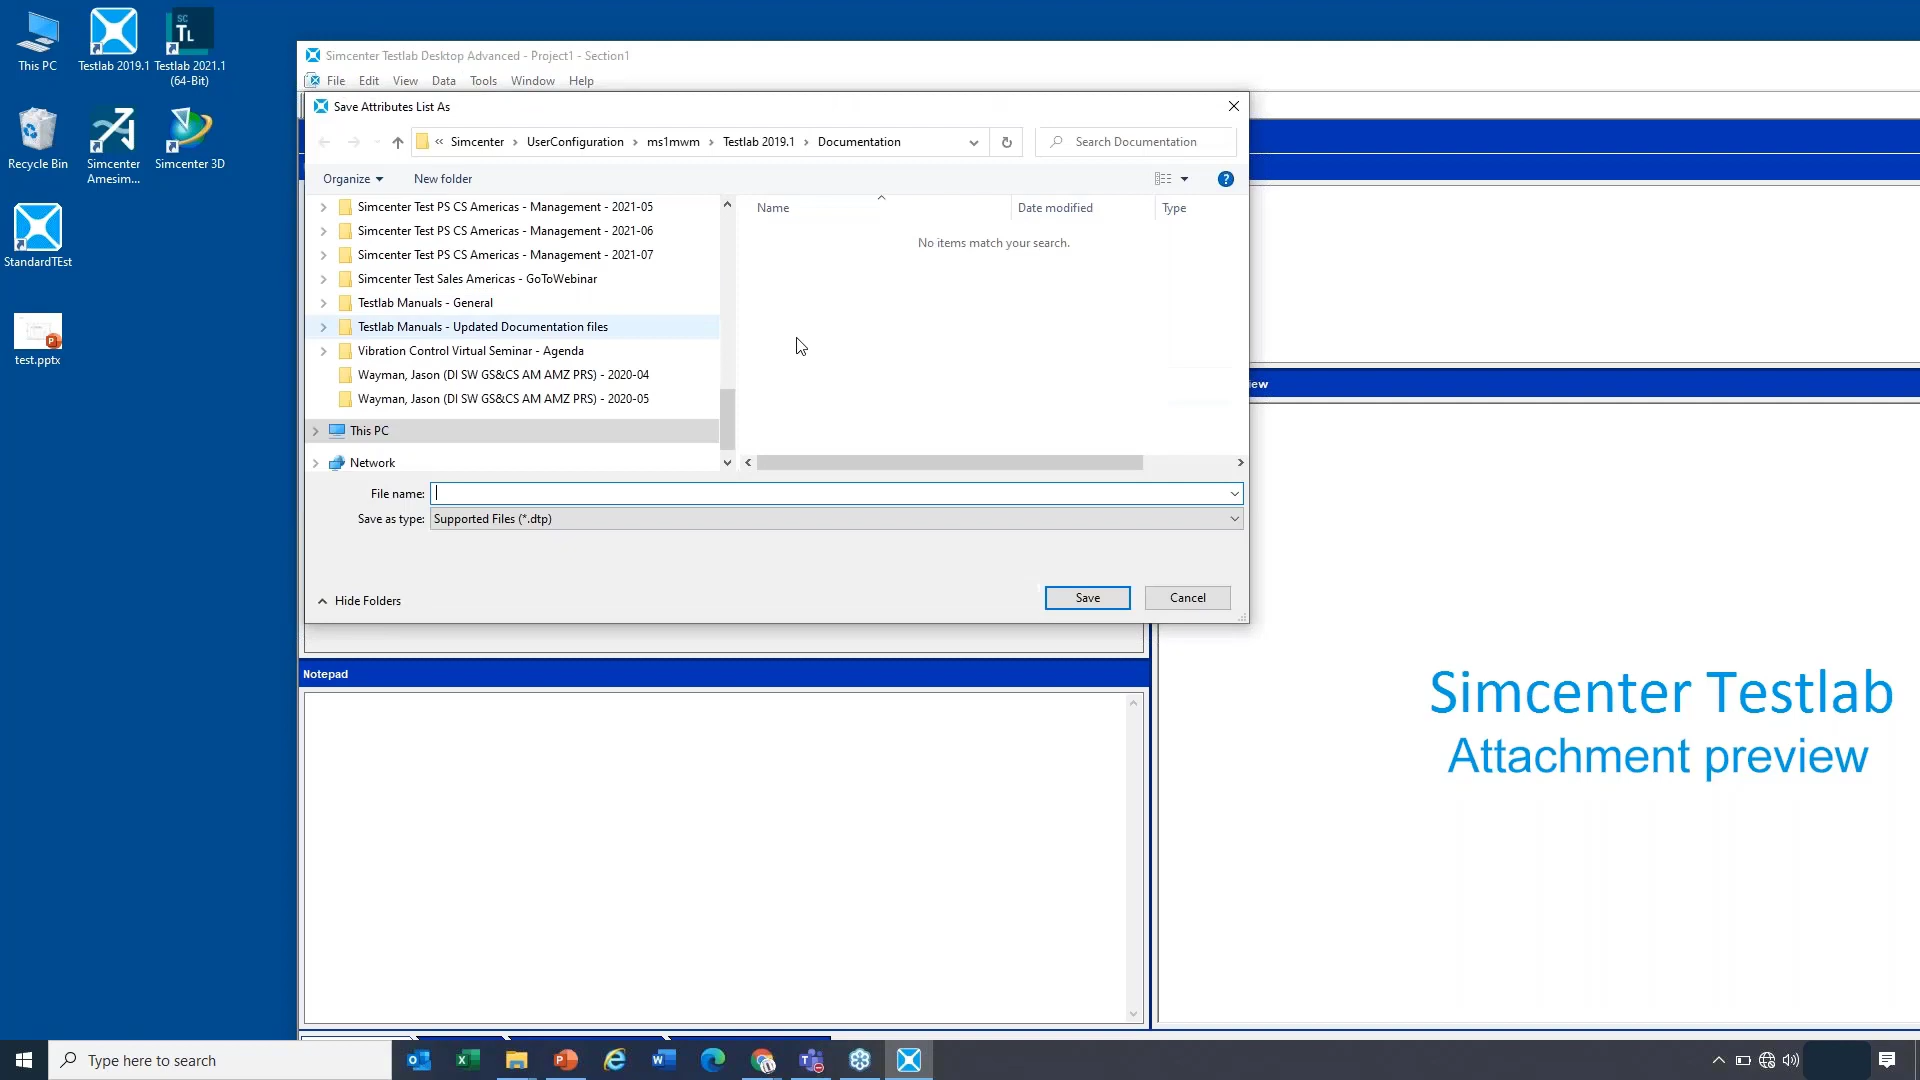 This PC
Testlab 2019.1
Testlab 2021.1
(64-Bit)
SC
TL
Recycle Bin
Simcenter
Amesim...
Simcenter 3D
StandardTEst
test.pptx
Simcenter Testlab Desktop Advanced - Project1 - Section1
File Edit View Data Tools Window Help
Save Attributes List As
« Simcenter › UserConfiguration › ms1mwm › Testlab 2019.1 › Documentation
Search Documentation
Organize
New folder
Simcenter Test PS CS Americas - Management - 2021-05
Simcenter Test PS CS Americas - Management - 2021-06
Simcenter Test PS CS Americas - Management - 2021-07
Simcenter Test Sales Americas - GoToWebinar
Testlab Manuals - General
Testlab Manuals - Updated Documentation files
Vibration Control Virtual Seminar - Agenda
Wayman, Jason (DI SW GS&CS AM AMZ PRS) - 2020-04
Wayman, Jason (DI SW GS&CS AM AMZ PRS) - 2020-05
This PC
Network
Name
Date modified
Type
No items match your search.
File name:
Save as type: Supported Files (*.dtp)
Hide Folders
Save
Cancel
iew
Notepad
Simcenter Testlab
Attachment preview
Type here to search